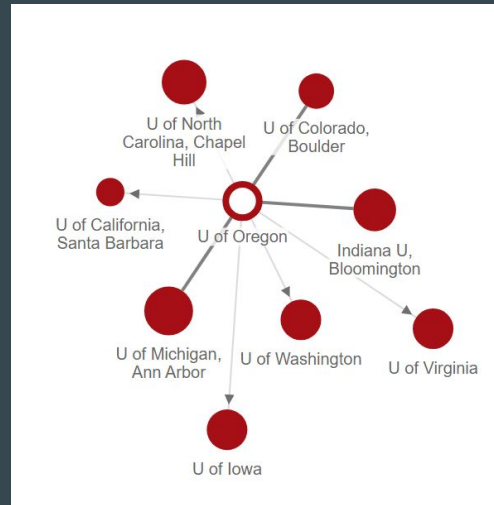 U of North
Carolina, Chapel
Hill
U of Colorado,
Boulder
U of California,
Santa Barbara
U of Oregon
Indiana U,
Bloomington
U of Michigan,
Ann Arbor
U of Washington
U of Virginia
U of Iowa